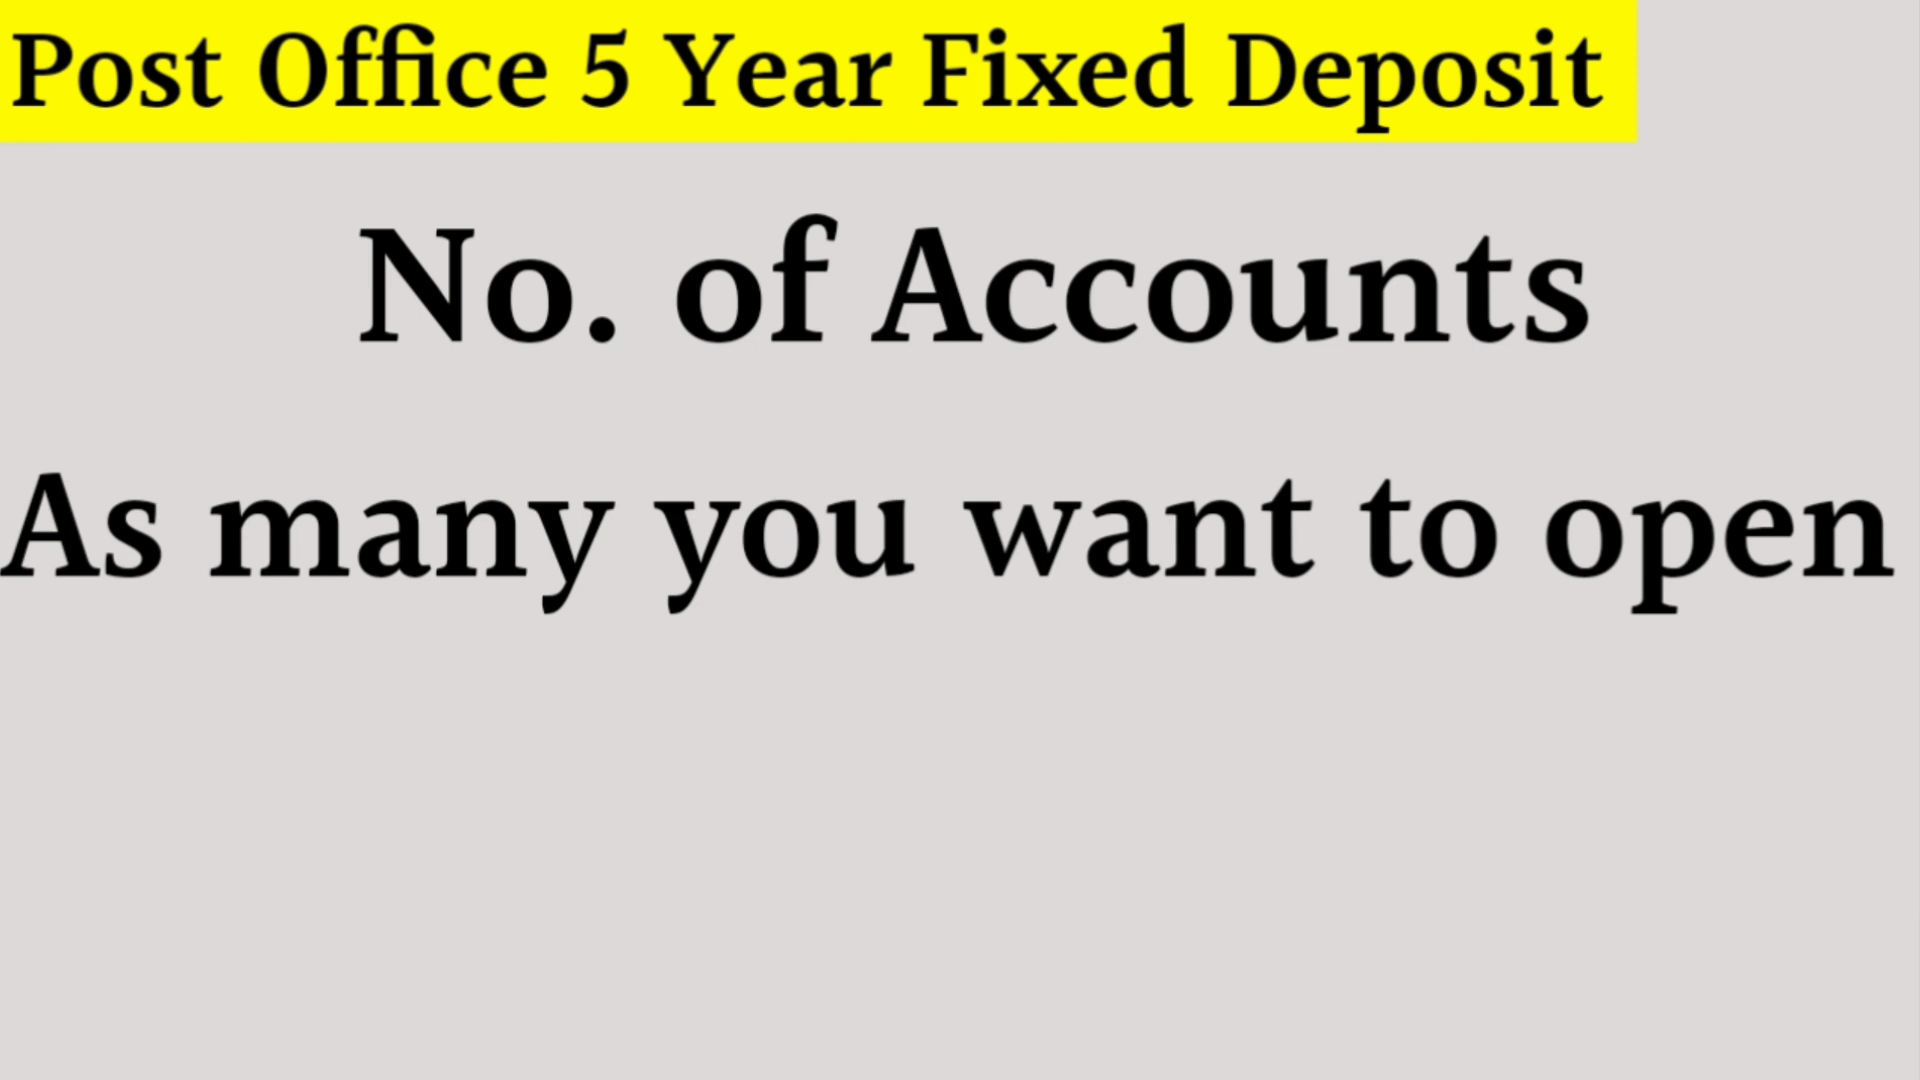 Post Office 5 Year Fixed Deposit
No. of Accounts
As many you want to open